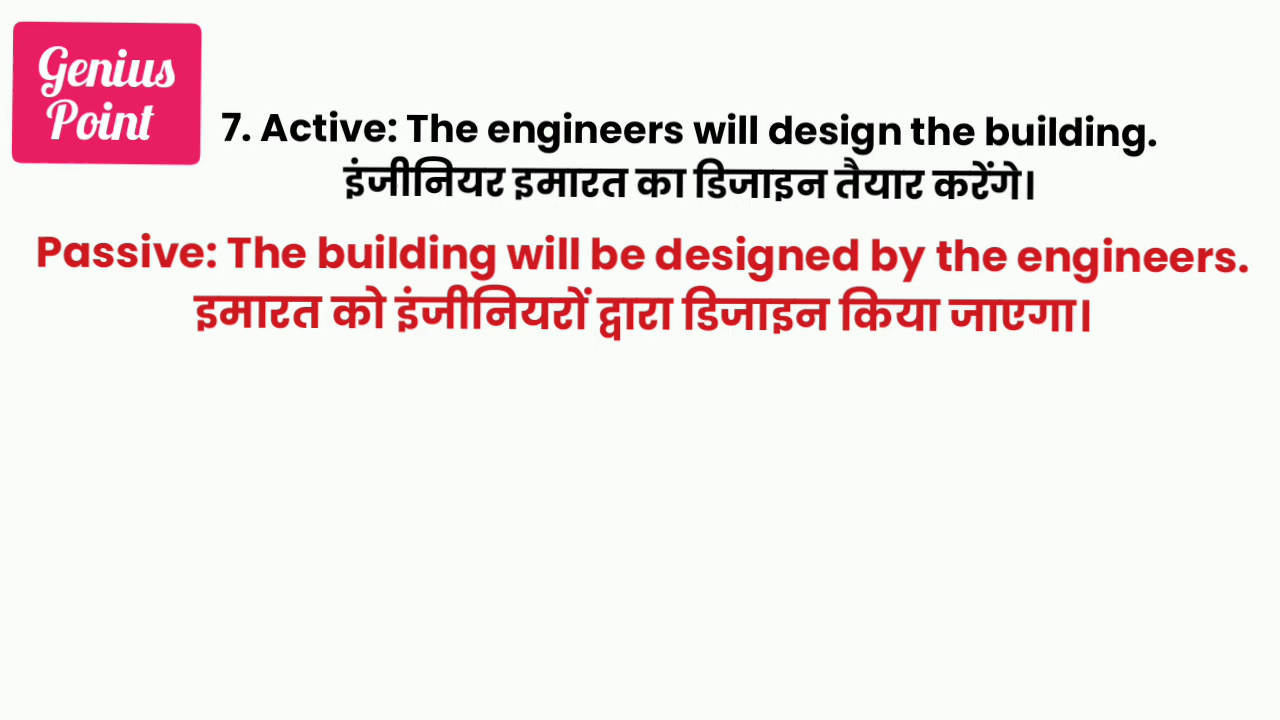 Genius
Point
7. Active: The engineers will design the building.
इंजीनियर इमारत का डिजाइन तैयार करेंगे।
Passive: The building will be designed by the engineers.
इमारत को इंजीनियरों द्वारा डिजाइन किया जाएगा।